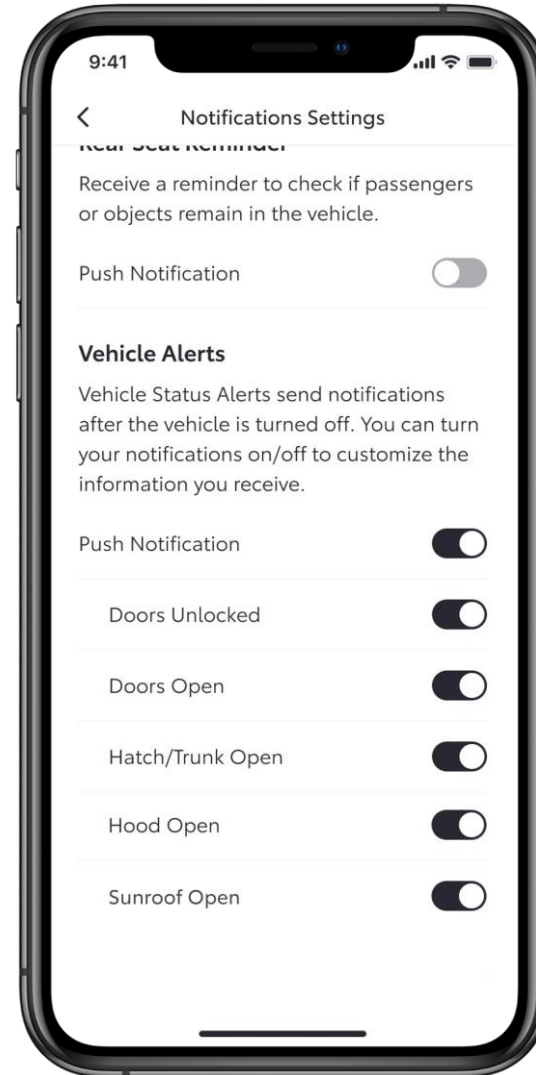 9:41
Notifications Settings
Rear Seat Reminder
Receive a reminder to check if passengers
or objects remain in the vehicle.
Push Notification
Vehicle Alerts
Vehicle Status Alerts send notifications
after the vehicle is turned off. You can turn
your notifications on/off to customize the
information you receive.
Push Notification
Doors Unlocked
Doors Open
Hatch/Trunk Open
Hood Open
Sunroof Open